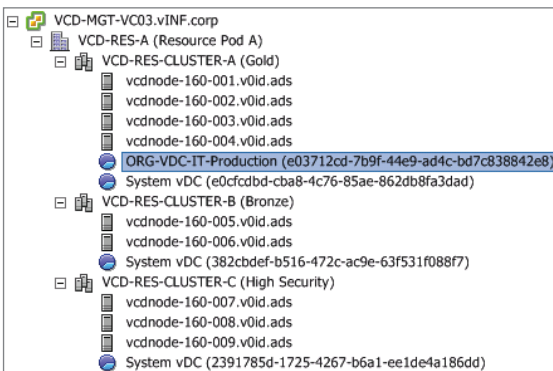 VCD-MGT-VC03.vINF.corp
VCD-RES-A (Resource Pod A)
VCD-RES-CLUSTER-A (Gold)
vcdnode-160-001.v0id.ads
vcdnode-160-002.v0id.ads
vcdnode-160-003.v0id.ads
vcdnode-160-004.v0id.ads
ORG-VDC-IT-Production (e03712cd-7b9f-44e9-ad4c-bd7c838842e8)
System vDC (e0cfcdbd-cba8-4c76-85ae-862db8fa3dad)
VCD-RES-CLUSTER-B (Bronze)
vcdnode-160-005.v0id.ads
vcdnode-160-006.v0id.ads
System vDC (382cbdef-b516-472c-ac9e-63f531f088f7)
VCD-RES-CLUSTER-C (High Security)
vcdnode-160-007.v0id.ads
vcdnode-160-008.v0id.ads
vcdnode-160-009.v0id.ads
System vDC (2391785d-1725-4267-b6a1-ee1de4a186dd)